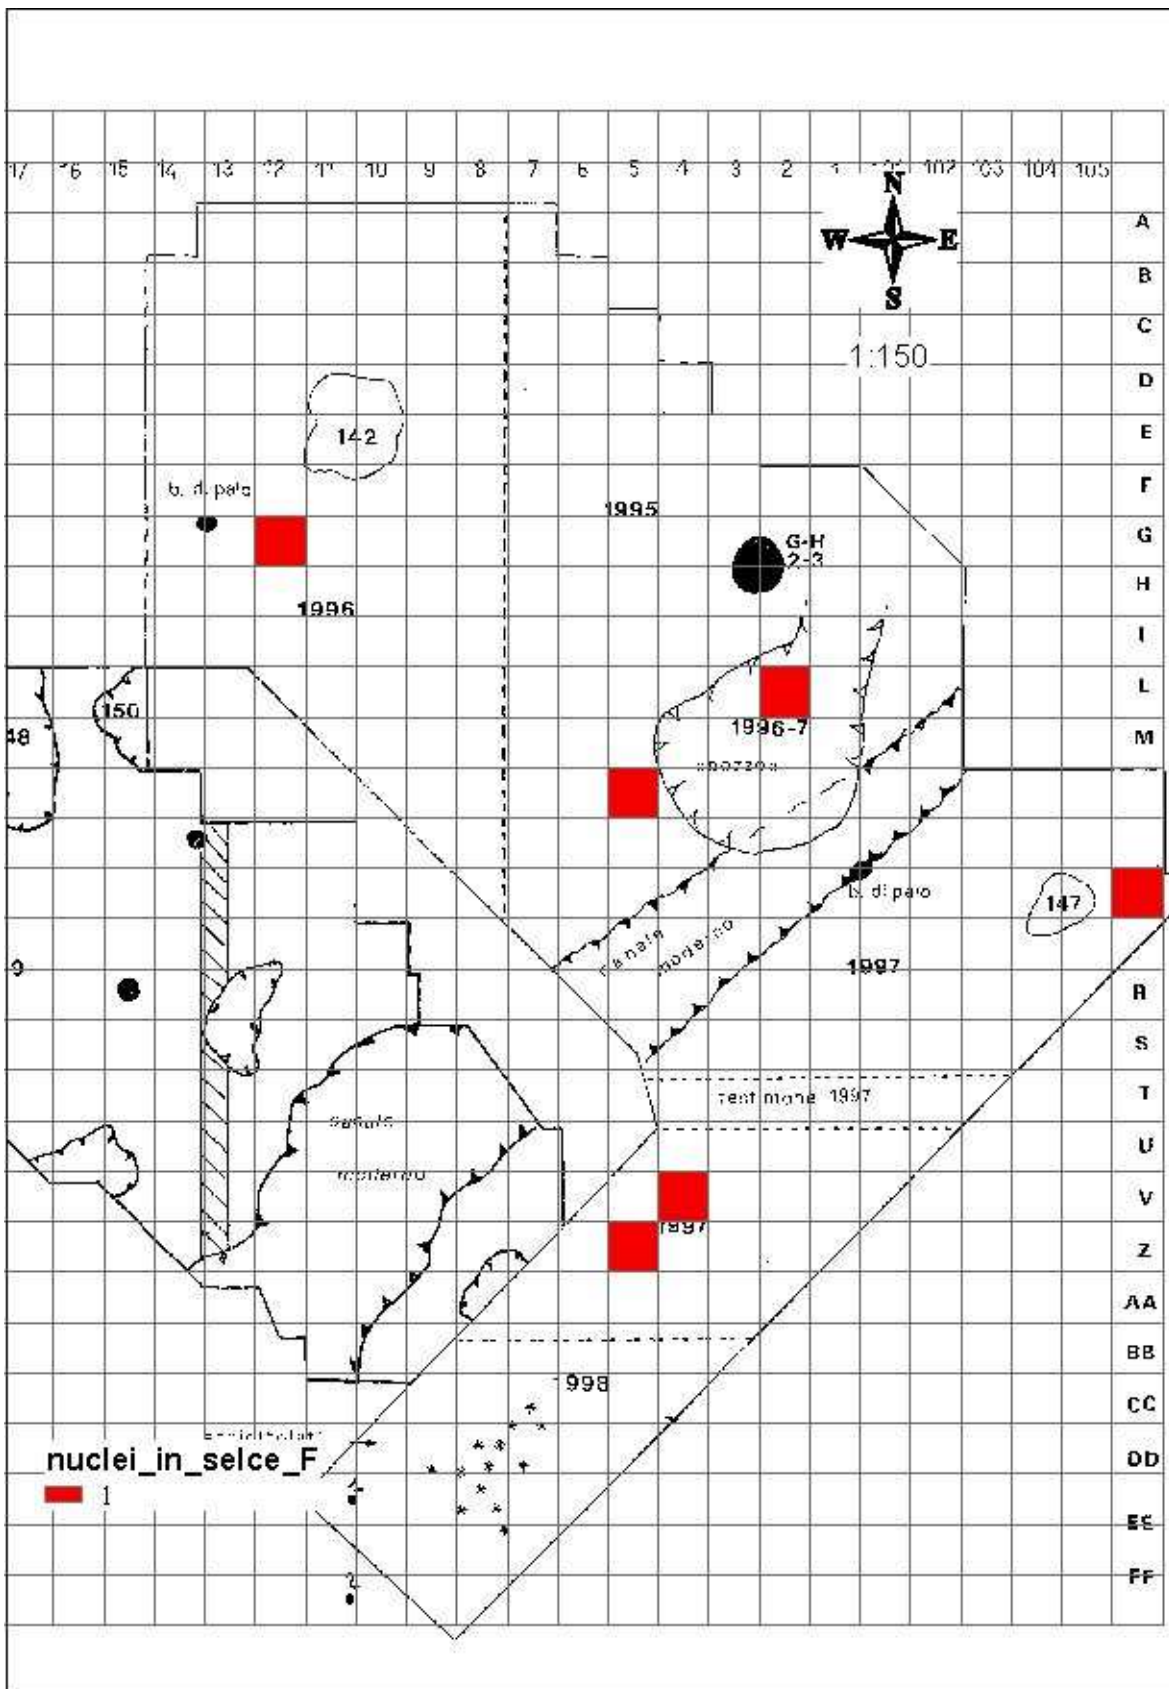 17 16 15 14 13 12 11 10 9 8 7 6 5 4 3 2 1 101 102 103 104 105
N
W E
S
A
B
C
1:150
D
E
142
F
b. di palo
1995
G
G-H
2-3
H
1996
I
L
150
1996-7
M
48
147
b. di palo
canale
moderno
9
1997
R
S
T
testimone 1997
U
canale
moderno
V
1997
Z
AA
BB
1998
CC
DD
nuclei_in_selce_F
1
EE
FF